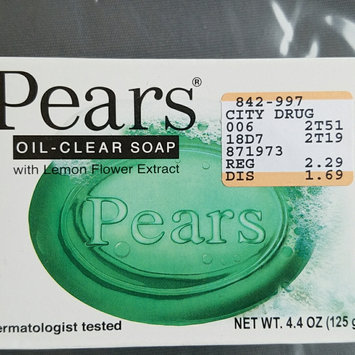 Pears®
OIL-CLEAR SOAP
with Lemon Flower Extract
842-997
CITY DRUG
006 2T51
18D7 2T19
871973
REG 2.29
DIS 1.69
Pears
ermatologist tested
NET WT. 4.4 OZ (125 g